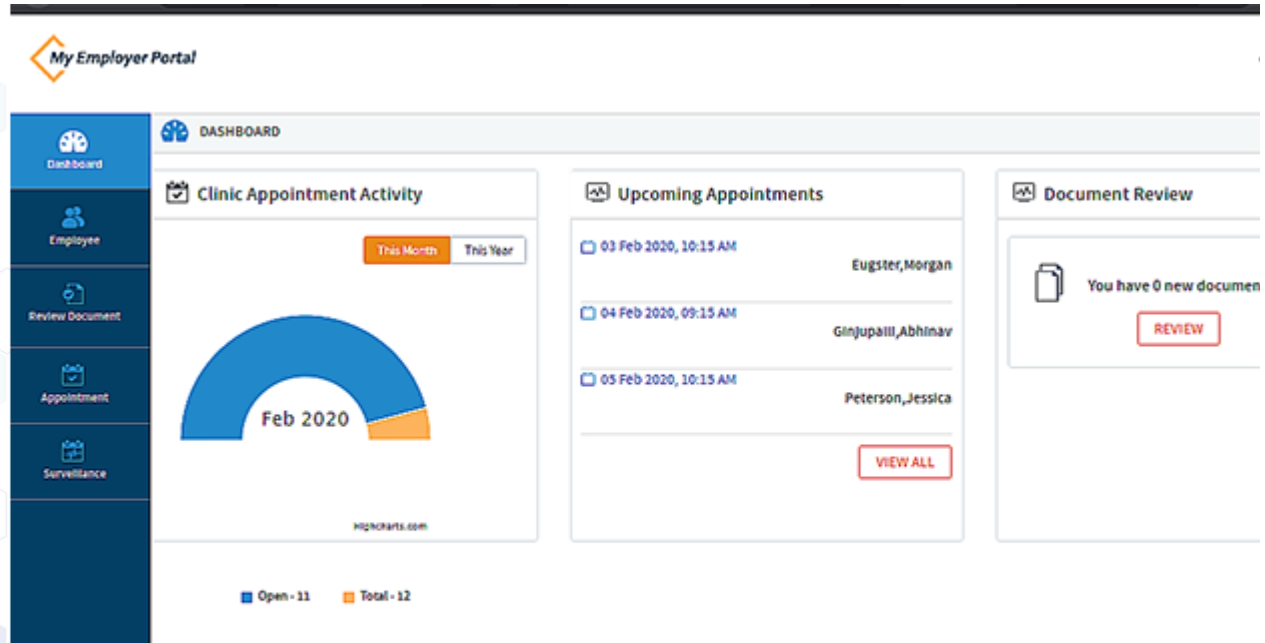 My Employer Portal
DASHBOARD
Dashboard
Employee
Review Document
Appointment
Surveillance
Clinic Appointment Activity
This Month
This Year
Feb 2020
Highcharts.com
Open - 11
Total - 12
Upcoming Appointments
03 Feb 2020, 10:15 AM
Eugster,Morgan
04 Feb 2020, 09:15 AM
Ginjupalli,Abhinav
05 Feb 2020, 10:15 AM
Peterson,Jessica
VIEW ALL
Document Review
You have 0 new documen
REVIEW